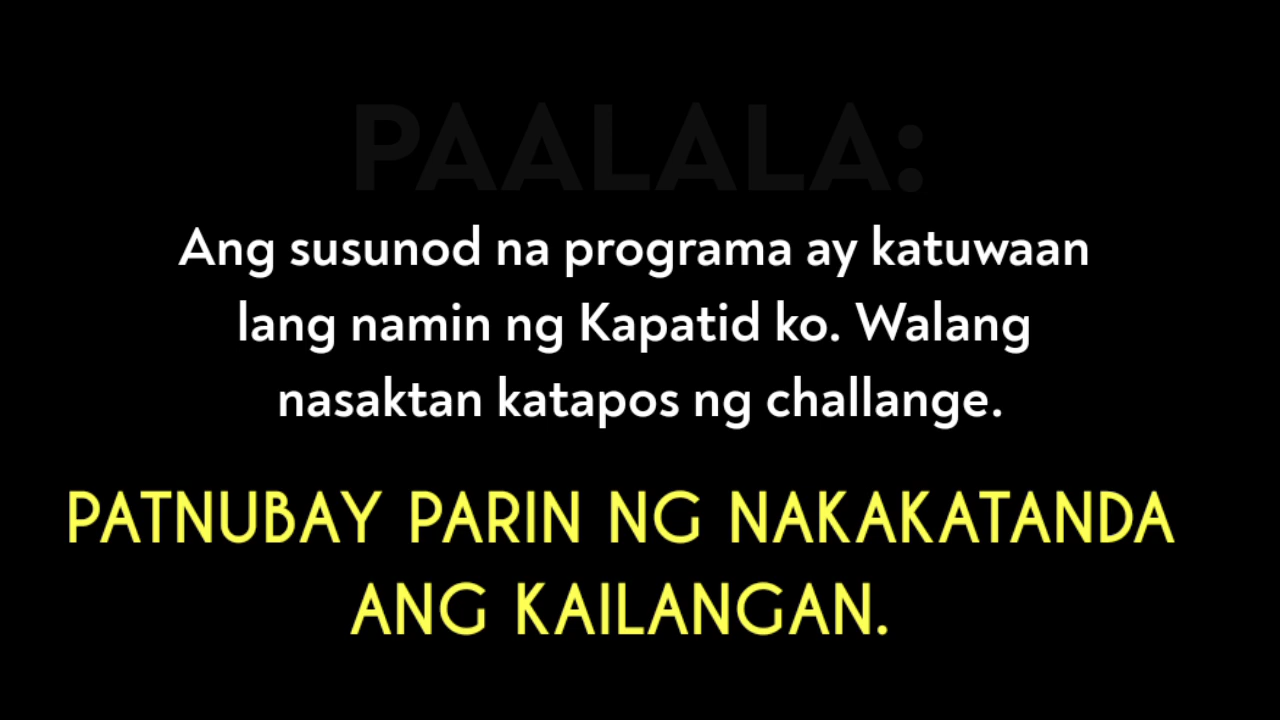 PAALALA:
Ang susunod na programa ay katuwaan
lang namin ng Kapatid ko. Walang
nasaktan katapos ng challange.
PATNUBAY PARIN NG NAKAKATANDA
ANG KAILANGAN.